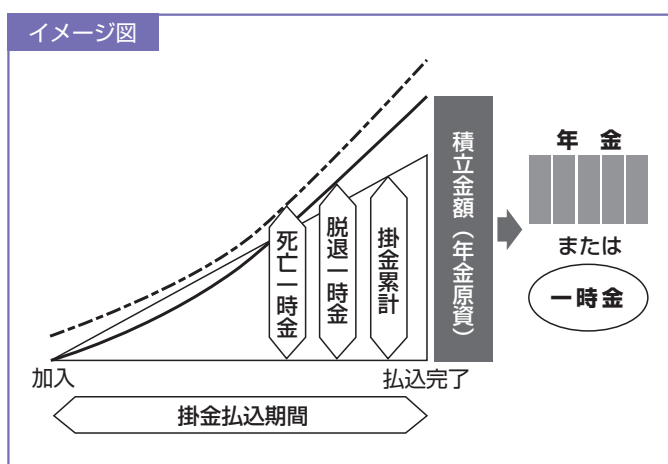 イメージ図
死亡一時金
脱退一時金
掛金累計
積立金額（年金原資）
年 金
または
一時金
加入
払込完了
掛金払込期間